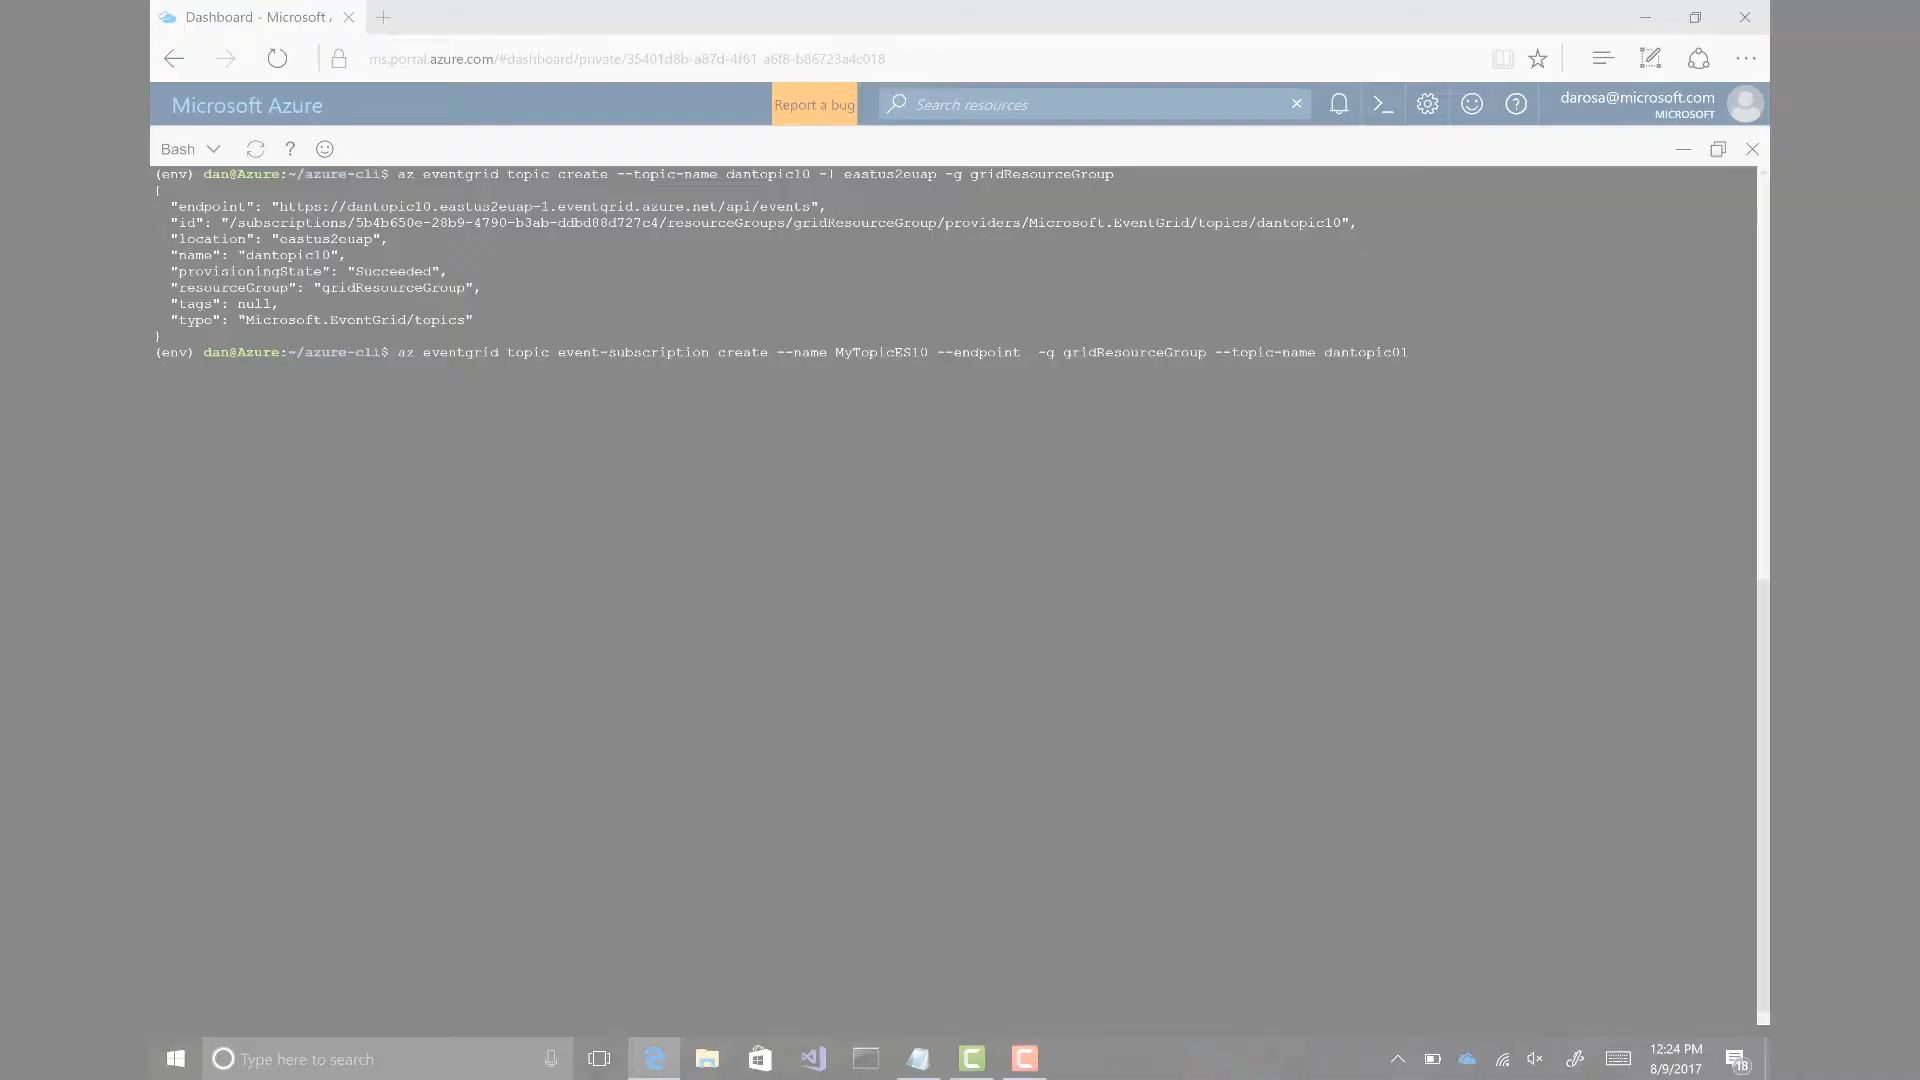 Dashboard - Microsoft
ms.portal.azure.com/#dashboard/private/35401d8b-a87d-4f61-a6f8-b86723a4c018
Microsoft Azure
Report a bug
Search resources
darosa@microsoft.com
MICROSOFT
Bash
(env) dan@Azure:~/azure-cli$ az eventgrid topic create --topic-name dantopic10 -l eastus2euap -g gridResourceGroup
{
"endpoint": "https://dantopic10.eastus2euap-1.eventgrid.azure.net/api/events",
"id": "/subscriptions/5b4b650e-28b9-4790-b3ab-ddbd88d727c4/resourceGroups/gridResourceGroup/providers/Microsoft.EventGrid/topics/dantopic10",
"location": "eastus2euap",
"name": "dantopic10",
"provisioningState": "Succeeded",
"resourceGroup": "gridResourceGroup",
"tags": null,
"type": "Microsoft.EventGrid/topics"
}
(env) dan@Azure:~/azure-cli$ az eventgrid topic event-subscription create --name MyTopicES10 --endpoint  -g gridResourceGroup --topic-name dantopic01
Type here to search
12:24 PM
8/9/2017
18